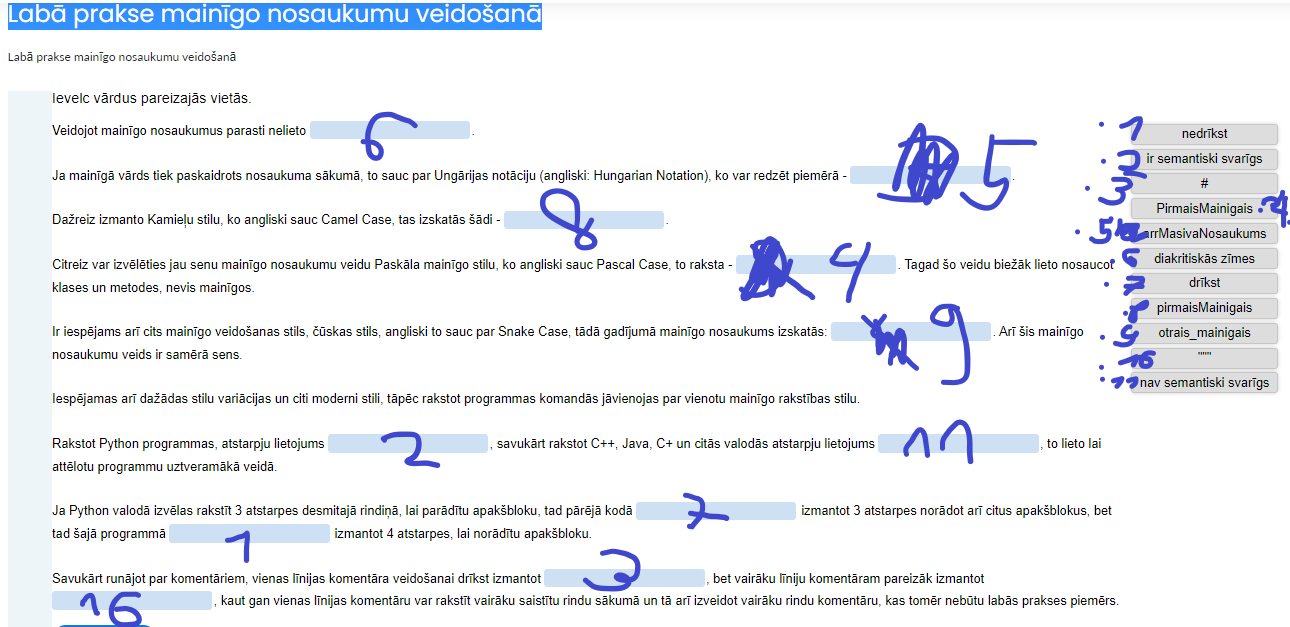 Labā prakse mainīgo nosaukumu veidošanā
Labā prakse mainīgo nosaukumu veidošanā
Ievelc vārdus pareizajās vietās.
Veidojot mainīgo nosaukumus parasti nelieto 6 .
Ja mainīgā vārds tiek paskaidrots nosaukuma sākumā, to sauc par Ungārijas notāciju (angliski: Hungarian Notation), ko var redzēt piemērā - 5 .
Dažreiz izmanto Kamieļu stilu, ko angliski sauc Camel Case, tas izskatās šādi - 8 .
Citreiz var izvēlēties jau senu mainīgo nosaukumu veidu Paskāla mainīgo stilu, ko angliski sauc Pascal Case, to raksta - 4 . Tagad šo veidu biežāk lieto nosaucot
klases un metodes, nevis mainīgos.
Ir iespējams arī cits mainīgo veidošanas stils, čūskas stils, angliski to sauc par Snake Case, tādā gadījumā mainīgo nosaukums izskatās: 9 . Arī šis mainīgo
nosaukumu veids ir samērā sens.
Iespējamas arī dažādas stilu variācijas un citi moderni stili, tāpēc rakstot programmas komandās jāvienojas par vienotu mainīgo rakstības stilu.
Rakstot Python programmas, atstarpju lietojums 2 , savukārt rakstot C++, Java, C+ un citās valodās atstarpju lietojums 11 , to lieto lai
attēlotu programmu uztveramākā veidā.
Ja Python valodā izvēlas rakstīt 3 atstarpes desmitajā rindiņā, lai parādītu apakšbloku, tad pārējā kodā 7 izmantot 3 atstarpes norādot arī citus apakšblokus, bet
tad šajā programmā 1 izmantot 4 atstarpes, lai norādītu apakšbloku.
Savukārt runājot par komentāriem, vienas līnijas komentāra veidošanai drīkst izmantot 3 , bet vairāku līniju komentāram pareizāk izmantot
10 , kaut gan vienas līnijas komentāru var rakstīt vairāku saistītu rindu sākumā un tā arī izveidot vairāku rindu komentāru, kas tomēr nebūtu labās prakses piemērs.
1 nedrīkst
2 ir semantiski svarīgs
3 #
PirmaisMainigais 4
5 arrMasivaNosaukums
6 diakritiskās zīmes
7 drīkst
8 pirmaisMainigais
9 otrais_mainigais
10 """
11 nav semantiski svarīgs